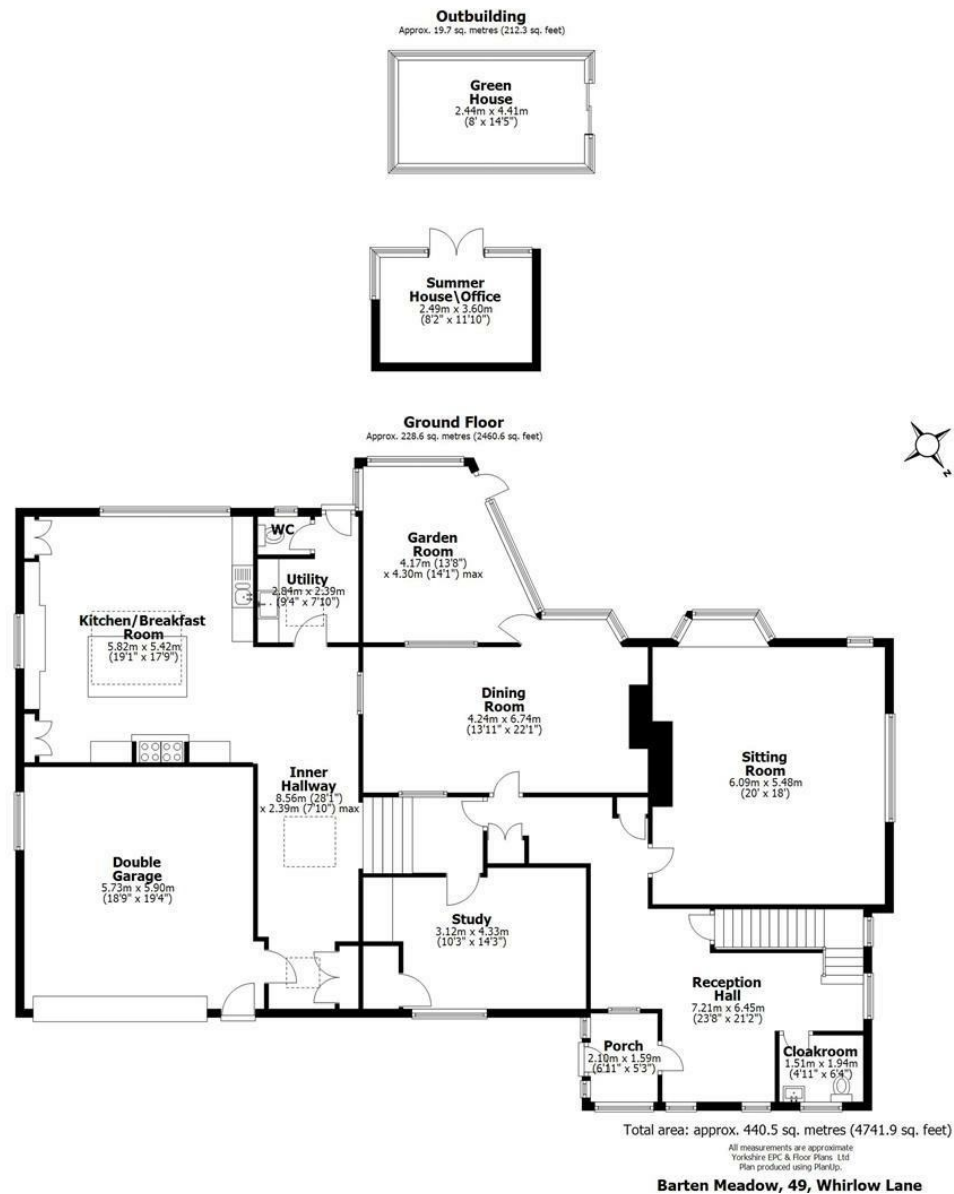 Outbuilding
Approx. 19.7 sq. metres (212.3 sq. feet)
Green
House
2.44m x 4.41m
(8' x 14'5")
Summer
House\Office
2.49m x 3.60m
(8'2" x 11'10")
Ground Floor
Approx. 228.6 sq. metres (2460.6 sq. feet)
N
WC
Garden
Room
4.17m (13'8")
x 4.30m (14'1") max
Utility
2.84m x 2.39m
(9'4" x 7'10")
Kitchen/Breakfast
Room
5.82m x 5.42m
(19'1" x 17'9")
Dining
Room
4.24m x 6.74m
(13'11" x 22'1")
Sitting
Room
6.09m x 5.48m
(20' x 18')
Inner
Hallway
8.56m (28'1")
x 2.39m (7'10") max
Double
Garage
5.73m x 5.90m
(18'9" x 19'4")
Study
3.12m x 4.33m
(10'3" x 14'3")
Reception
Hall
7.21m x 6.45m
(23'8" x 21'2")
Porch
2.10m x 1.59m
(6'11" x 5'3")
Cloakroom
1.51m x 1.94m
(4'11" x 6'4")
Total area: approx. 440.5 sq. metres (4741.9 sq. feet)
All measurements are approximate
Yorkshire EPC & Floor Plans Ltd
Plan produced using PlanUp.
Barten Meadow, 49, Whirlow Lane